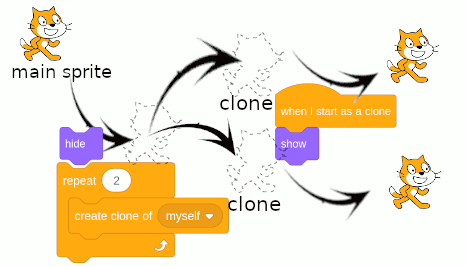 main sprite
clone
when I start as a clone
hide
show
repeat 2
clone
create clone of myself